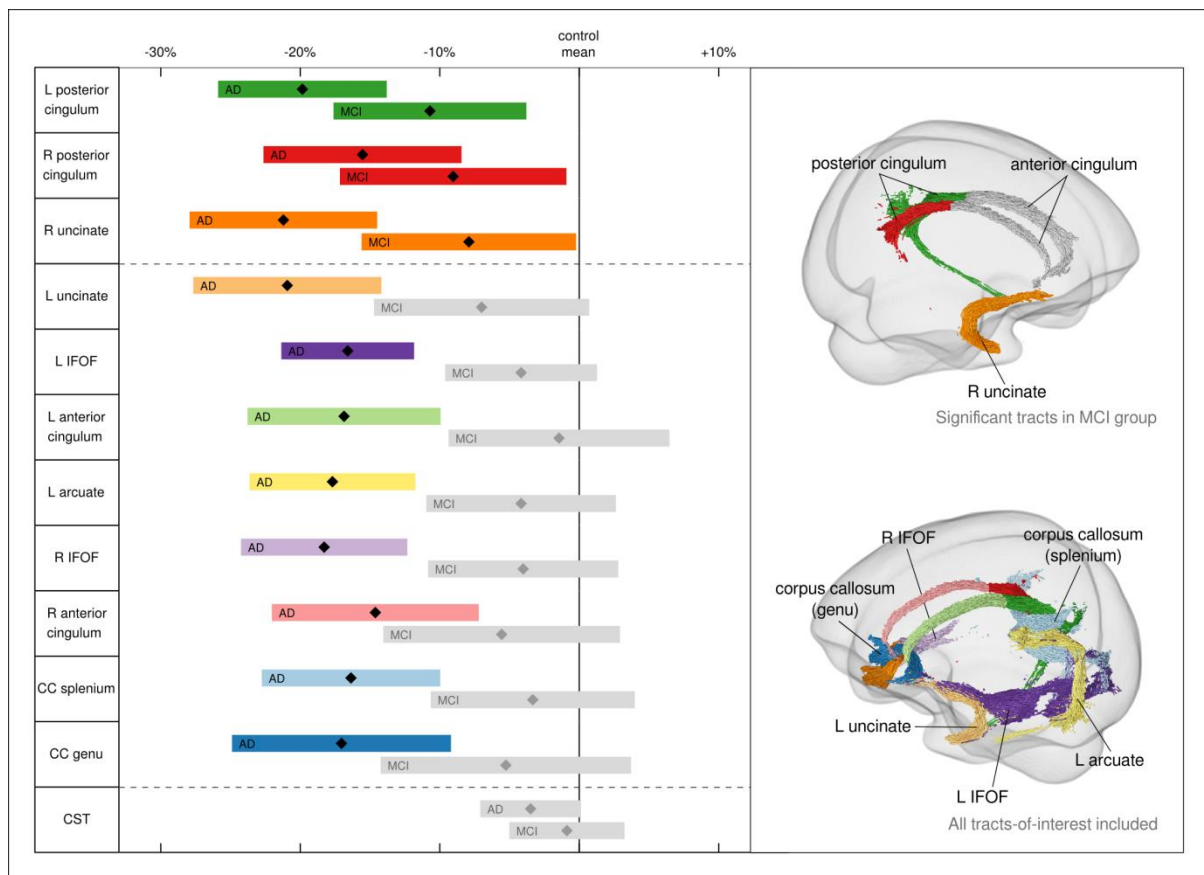 -30%
-20%
-10%
control
mean
+10%
L posterior
cingulum
AD
MCI
R posterior
cingulum
AD
MCI
R uncinate
AD
MCI
L uncinate
AD
MCI
L IFOF
AD
MCI
L anterior
cingulum
AD
MCI
L arcuate
AD
MCI
R IFOF
AD
MCI
R anterior
cingulum
AD
MCI
CC splenium
AD
MCI
CC genu
AD
MCI
CST
AD
MCI
posterior cingulum
anterior cingulum
R uncinate
Significant tracts in MCI group
R IFOF
corpus callosum
(splenium)
corpus callosum
(genu)
L uncinate
L arcuate
L IFOF
All tracts-of-interest included